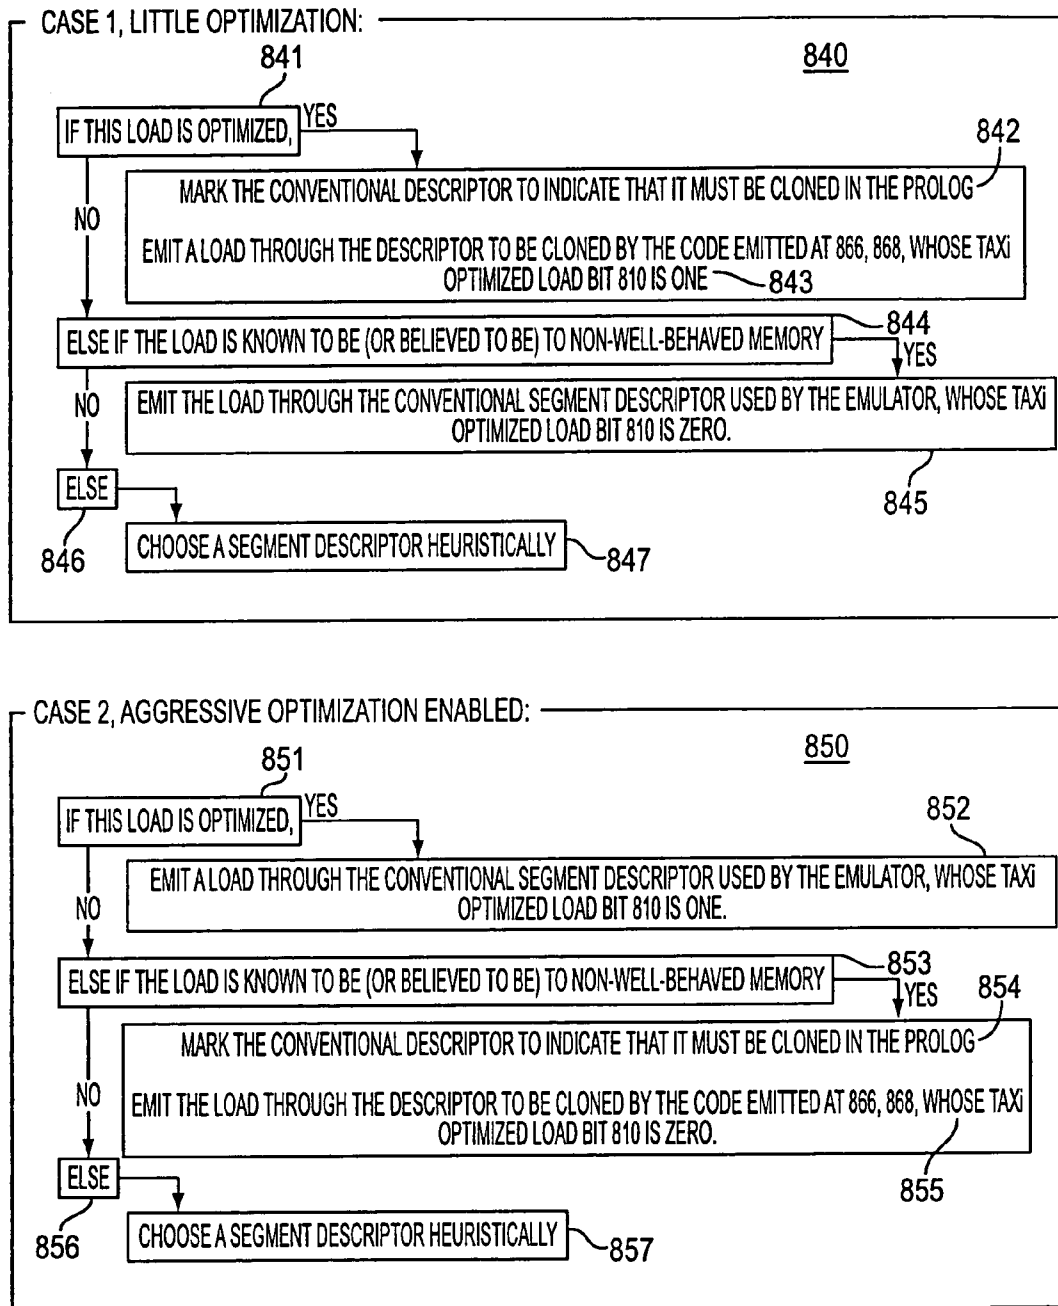 CASE 1, LITTLE OPTIMIZATION:
840
841
IF THIS LOAD IS OPTIMIZED,
YES
842
MARK THE CONVENTIONAL DESCRIPTOR TO INDICATE THAT IT MUST BE CLONED IN THE PROLOG
NO
EMIT A LOAD THROUGH THE DESCRIPTOR TO BE CLONED BY THE CODE EMITTED AT 866, 868, WHOSE TAXi
OPTIMIZED LOAD BIT 810 IS ONE
843
844
ELSE IF THE LOAD IS KNOWN TO BE (OR BELIEVED TO BE) TO NON-WELL-BEHAVED MEMORY
YES
NO
EMIT THE LOAD THROUGH THE CONVENTIONAL SEGMENT DESCRIPTOR USED BY THE EMULATOR, WHOSE TAXi
OPTIMIZED LOAD BIT 810 IS ZERO.
845
ELSE
846
CHOOSE A SEGMENT DESCRIPTOR HEURISTICALLY
847
CASE 2, AGGRESSIVE OPTIMIZATION ENABLED:
850
851
IF THIS LOAD IS OPTIMIZED,
YES
852
EMIT A LOAD THROUGH THE CONVENTIONAL SEGMENT DESCRIPTOR USED BY THE EMULATOR, WHOSE TAXi
OPTIMIZED LOAD BIT 810 IS ONE.
NO
853
ELSE IF THE LOAD IS KNOWN TO BE (OR BELIEVED TO BE) TO NON-WELL-BEHAVED MEMORY
YES
854
MARK THE CONVENTIONAL DESCRIPTOR TO INDICATE THAT IT MUST BE CLONED IN THE PROLOG
NO
EMIT THE LOAD THROUGH THE DESCRIPTOR TO BE CLONED BY THE CODE EMITTED AT 866, 868, WHOSE TAXi
OPTIMIZED LOAD BIT 810 IS ZERO.
855
ELSE
856
CHOOSE A SEGMENT DESCRIPTOR HEURISTICALLY
857